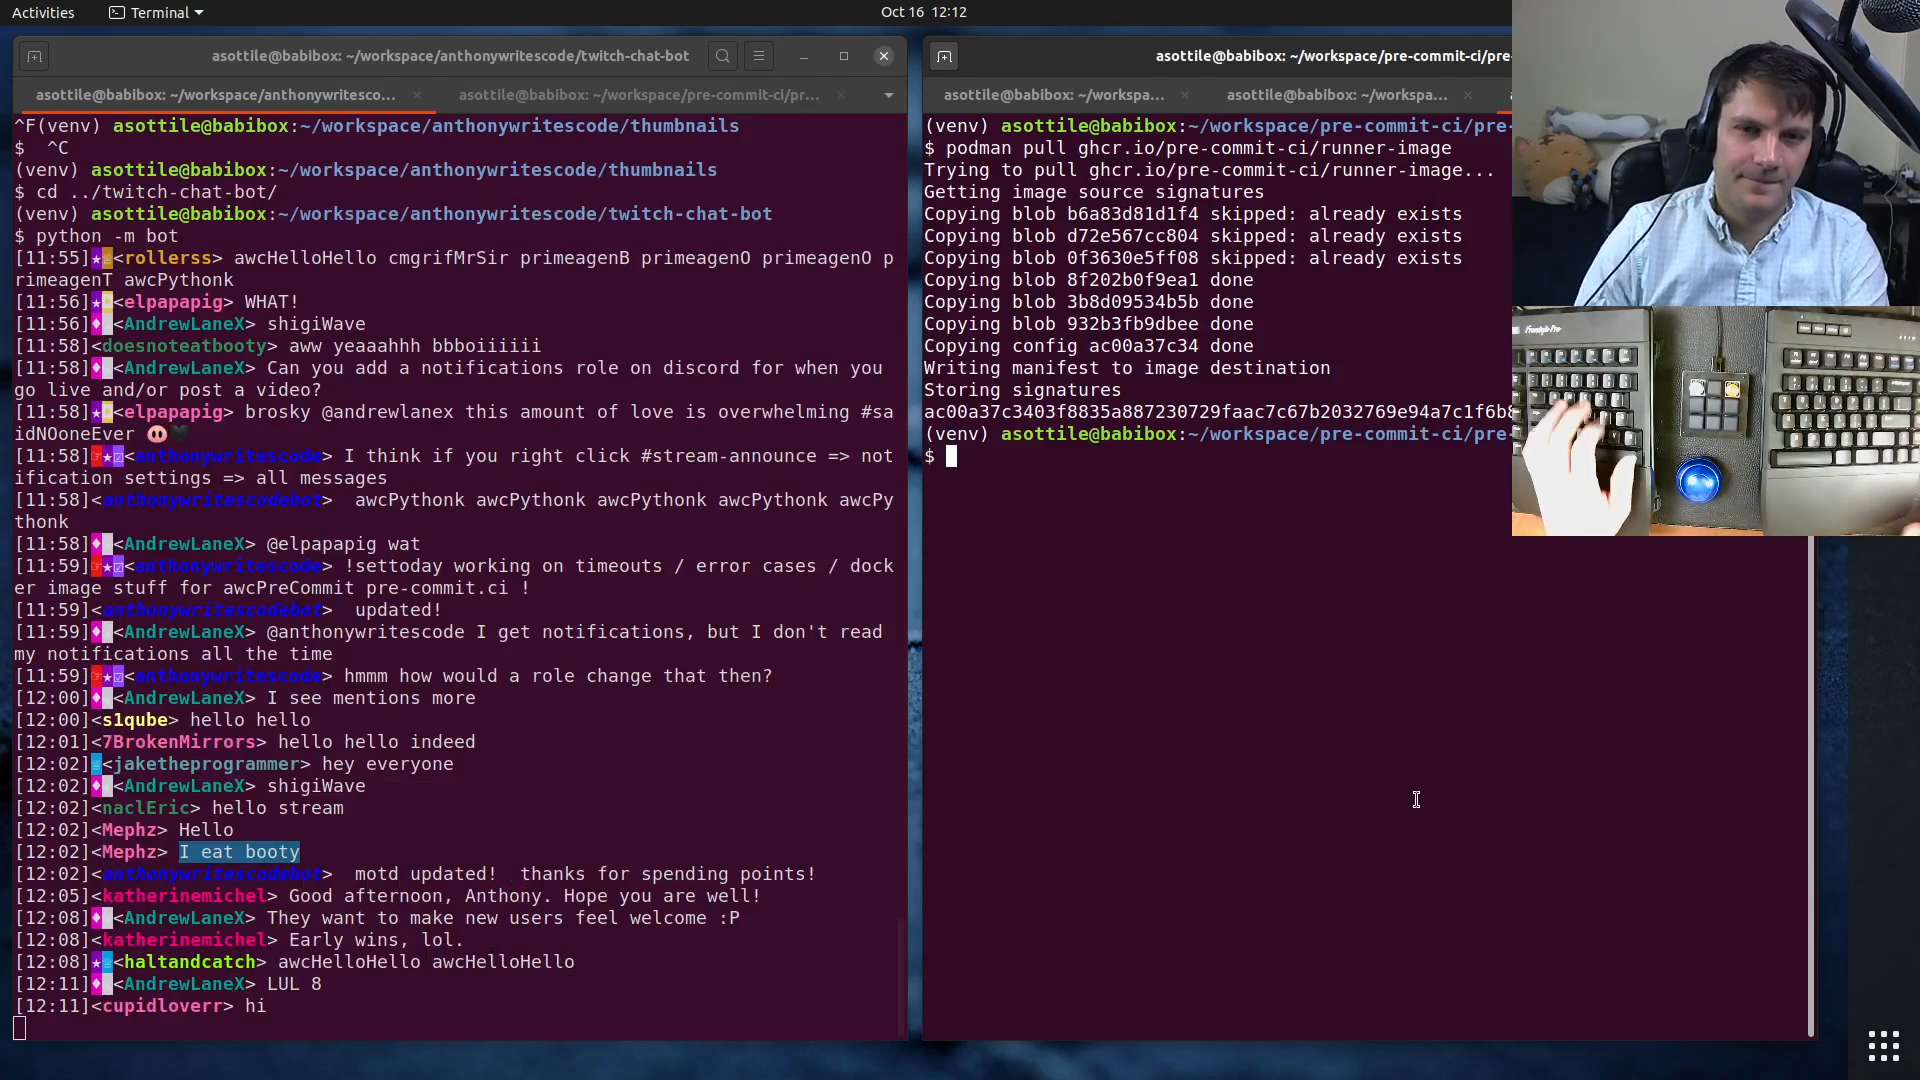 Activities
Terminal
Oct 16 12:12
asottile@babibox: ~/workspace/anthonywritescode/twitch-chat-bot
asottile@babibox: ~/workspace/anthonywritesco...
asottile@babibox: ~/workspace/pre-commit-ci/pr...
^F(venv) asottile@babibox:~/workspace/anthonywritescode/thumbnails
$  ^C
(venv) asottile@babibox:~/workspace/anthonywritescode/thumbnails
$ cd ../twitch-chat-bot/
(venv) asottile@babibox:~/workspace/anthonywritescode/twitch-chat-bot
$ python -m bot
[11:55]<rollerss> awcHelloHello cmgrifMrSir primeagenB primeagenO primeagenO p
rimeagenT awcPythonk
[11:56]<elpapapig> WHAT!
[11:56]<AndrewLaneX> shigiWave
[11:58]<doesnoteatbooty> aww yeaaahhh bbboiiiiii
[11:58]<AndrewLaneX> Can you add a notifications role on discord for when you
go live and/or post a video?
[11:58]<elpapapig> brosky @andrewlanex this amount of love is overwhelming #sa
idNOoneEver 🐽🖤
[11:58]<anthonywritescode> I think if you right click #stream-announce => not
ification settings => all messages
[11:58]<anthonywritescodebot>  awcPythonk awcPythonk awcPythonk awcPythonk awcPy
thonk
[11:58]<AndrewLaneX> @elpapapig wat
[11:59]<anthonywritescode> !settoday working on timeouts / error cases / dock
er image stuff for awcPreCommit pre-commit.ci !
[11:59]<anthonywritescodebot>  updated!
[11:59]<AndrewLaneX> @anthonywritescode I get notifications, but I don't read
my notifications all the time
[11:59]<anthonywritescode> hmmm how would a role change that then?
[12:00]<AndrewLaneX> I see mentions more
[12:00]<s1qube> hello hello
[12:01]<7BrokenMirrors> hello hello indeed
[12:02]<jaketheprogrammer> hey everyone
[12:02]<AndrewLaneX> shigiWave
[12:02]<naclEric> hello stream
[12:02]<Mephz> Hello
[12:02]<Mephz> I eat booty
[12:02]<anthonywritescodebot>  motd updated!  thanks for spending points!
[12:05]<katherinemichel> Good afternoon, Anthony. Hope you are well!
[12:08]<AndrewLaneX> They want to make new users feel welcome :P
[12:08]<katherinemichel> Early wins, lol.
[12:08]<haltandcatch> awcHelloHello awcHelloHello
[12:11]<AndrewLaneX> LUL 8
[12:11]<cupidloverr> hi
asottile@babibox: ~/workspace/pre-commit-ci/pre-
asottile@babibox: ~/workspa...
asottile@babibox: ~/workspa...
(venv) asottile@babibox:~/workspace/pre-commit-ci/pre-
$ podman pull ghcr.io/pre-commit-ci/runner-image
Trying to pull ghcr.io/pre-commit-ci/runner-image...
Getting image source signatures
Copying blob b6a83d81d1f4 skipped: already exists
Copying blob d72e567cc804 skipped: already exists
Copying blob 0f3630e5ff08 skipped: already exists
Copying blob 8f202b0f9ea1 done
Copying blob 3b8d09534b5b done
Copying blob 932b3fb9dbee done
Copying config ac00a37c34 done
Writing manifest to image destination
Storing signatures
ac00a37c3403f8835a887230729faac7c67b2032769e94a7c1f6b8
(venv) asottile@babibox:~/workspace/pre-commit-ci/pre-
$
Freestyle Pro